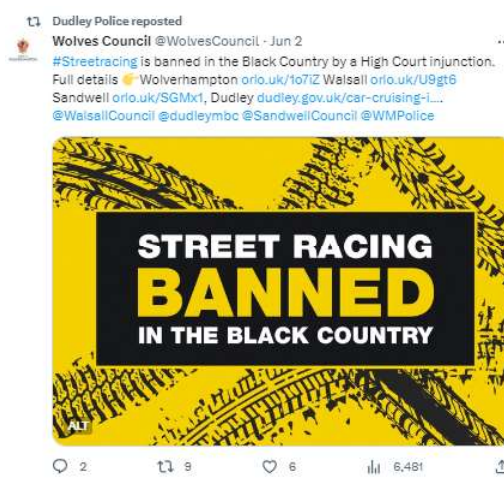 Dudley Police reposted
Wolves Council @WolvesCouncil · Jun 2
#Streetracing is banned in the Black Country by a High Court injunction.
Full details 👉 Wolverhampton orlo.uk/1o7iZ Walsall orlo.uk/U9gt6
Sandwell orlo.uk/SGMx1, Dudley dudley.gov.uk/car-cruising-i....
@WalsallCouncil @dudleymbc @SandwellCouncil @WMPolice
STREET RACING
BANNED
IN THE BLACK COUNTRY
ALT
2 9 6 6,481